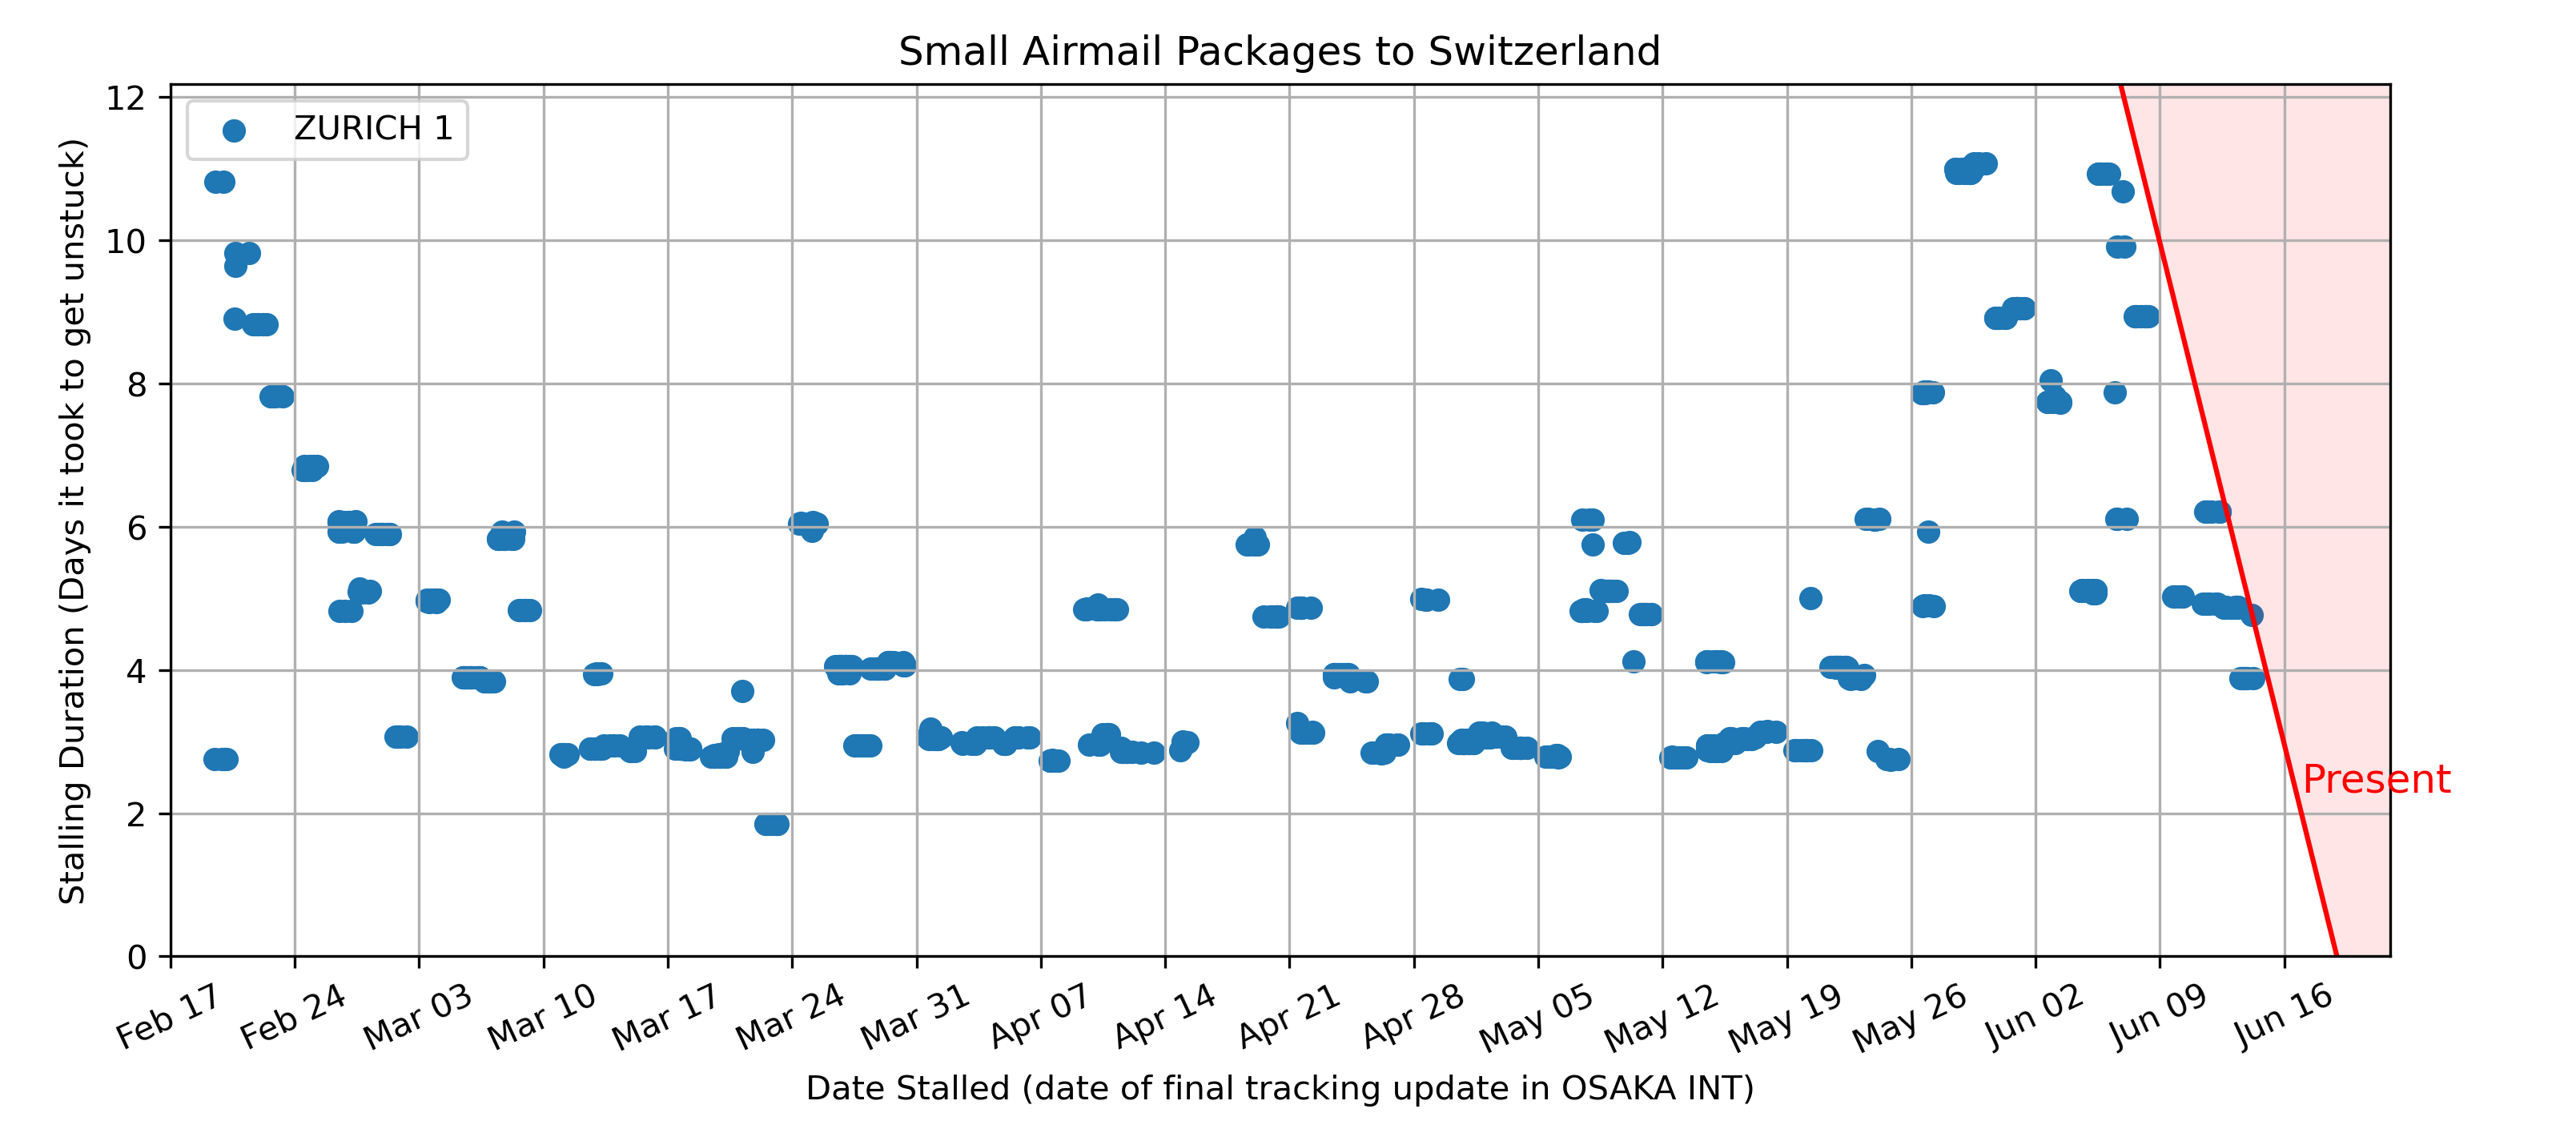 Small Airmail Packages to Switzerland
ZURICH 1
Stalling Duration (Days it took to get unstuck)
12
10
8
6
4
2
0
Present
Feb 17
Feb 24
Mar 03
Mar 10
Mar 17
Mar 24
Mar 31
Apr 07
Apr 14
Apr 21
Apr 28
May 05
May 12
May 19
May 26
Jun 02
Jun 09
Jun 16
Date Stalled (date of final tracking update in OSAKA INT)